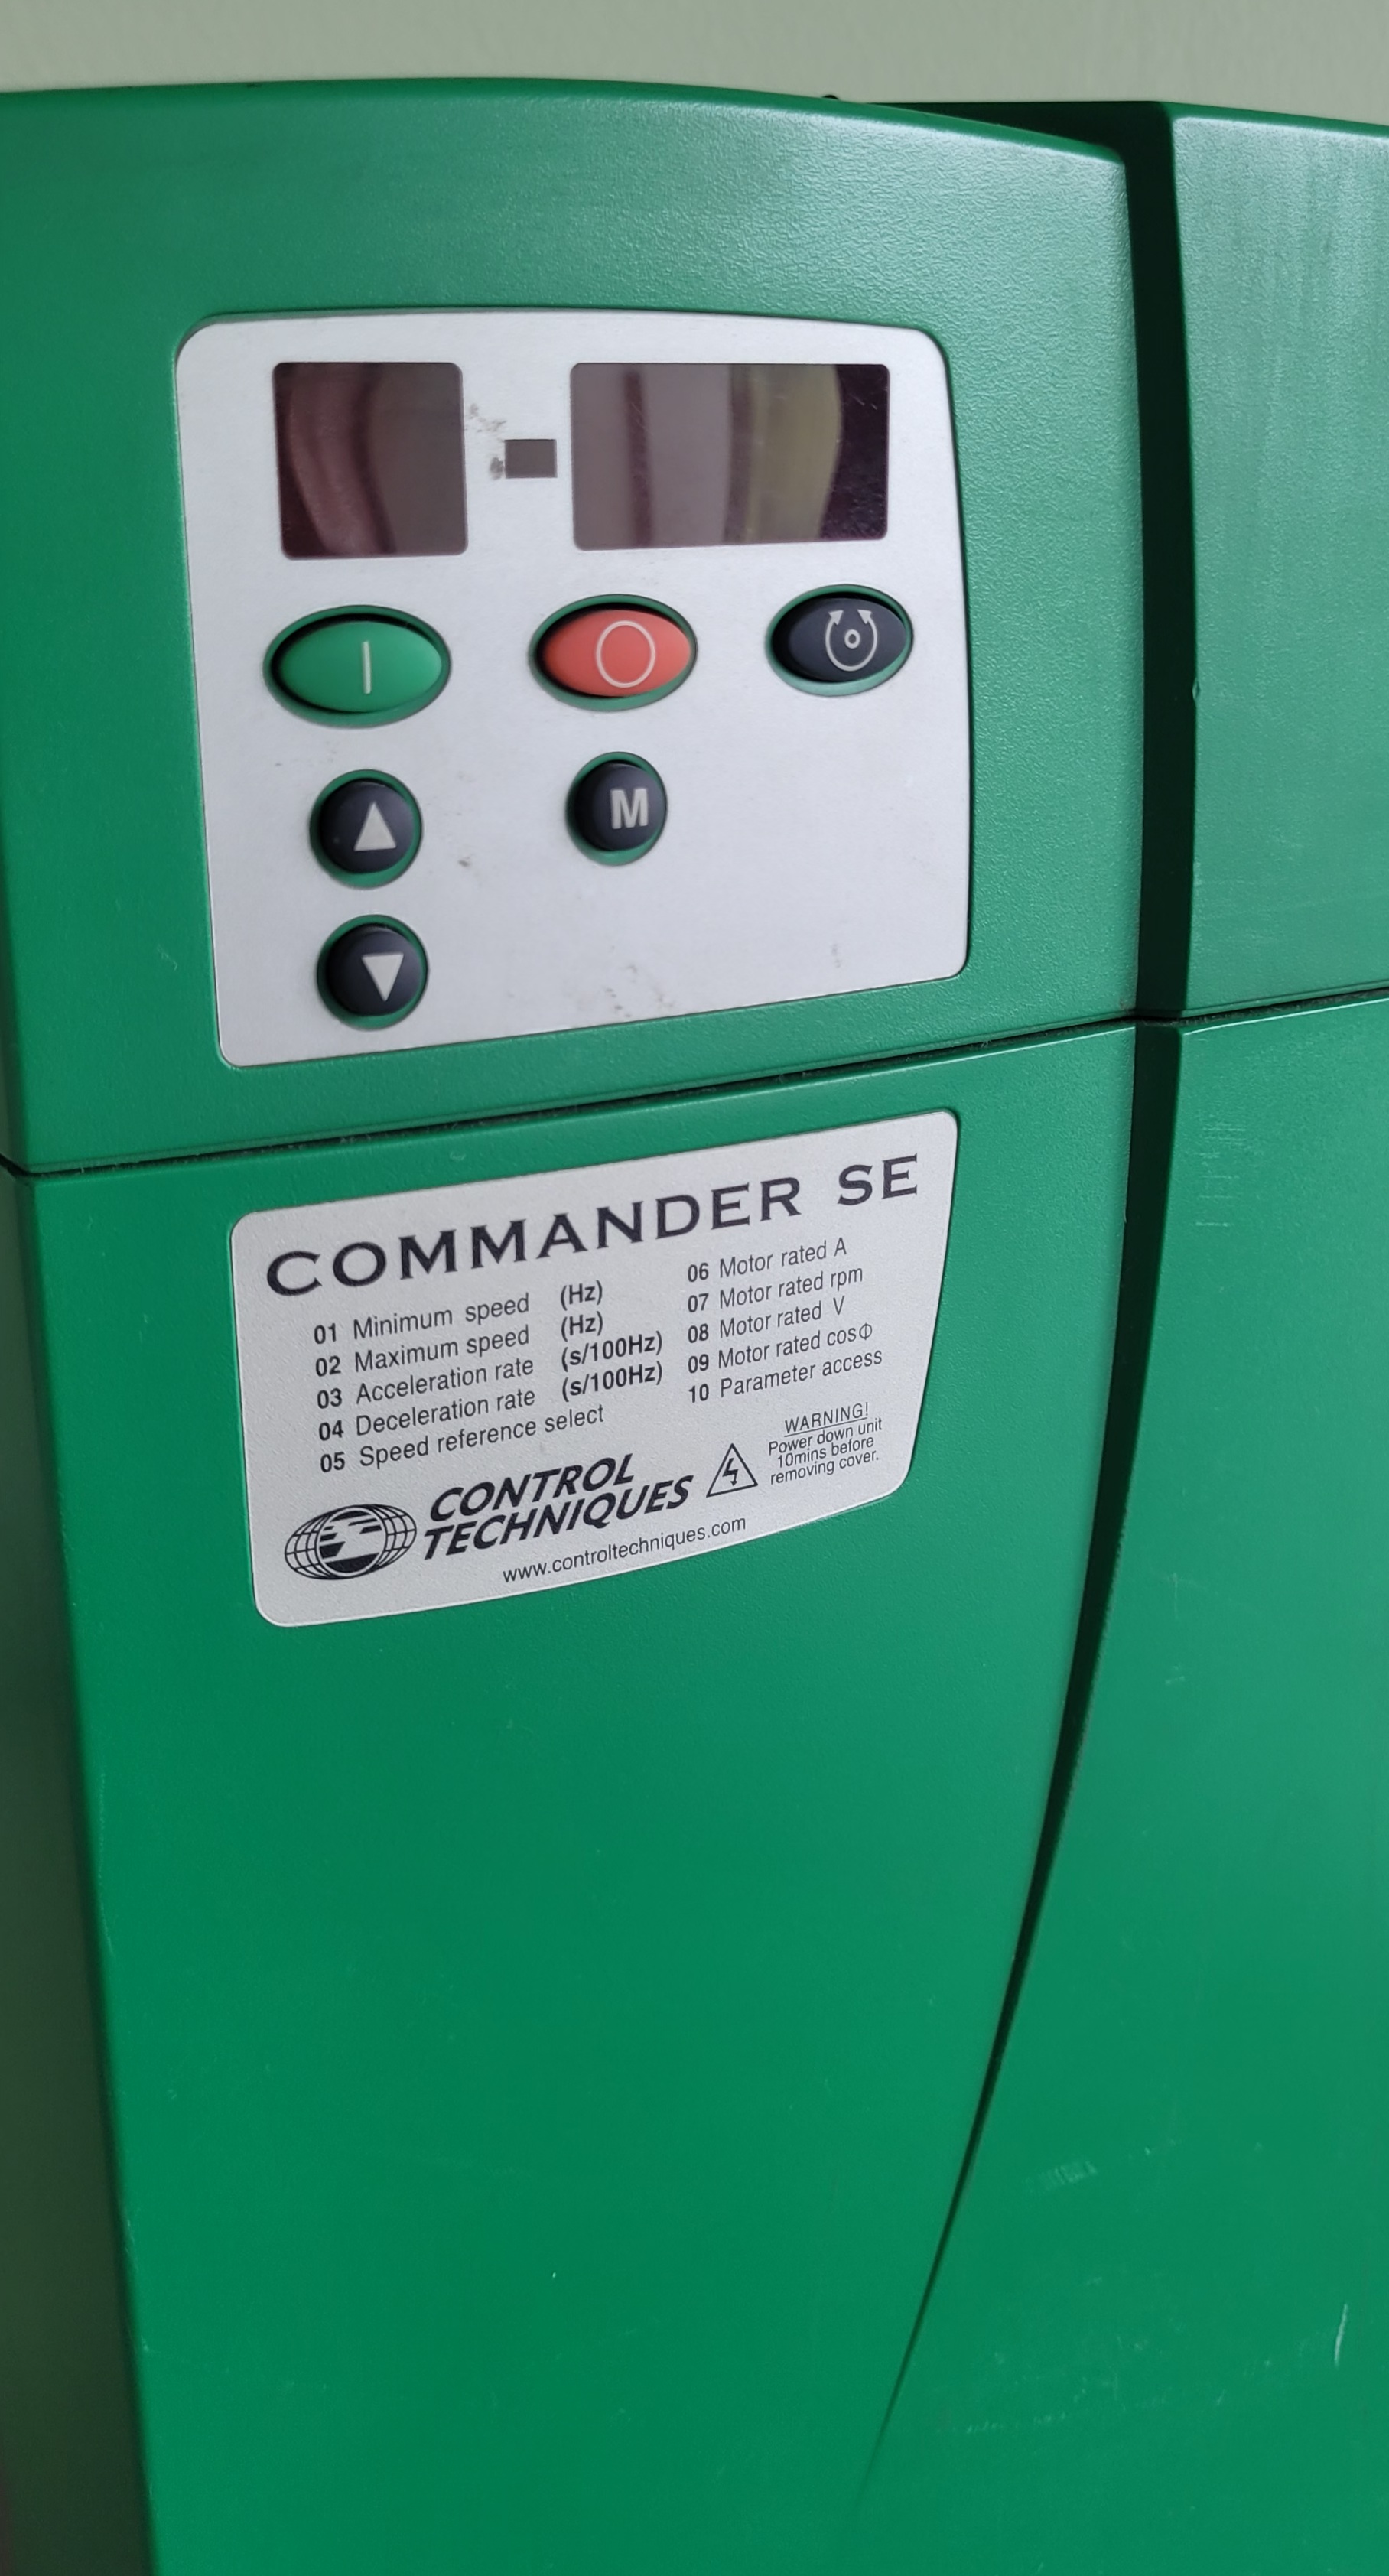 M
COMMANDER SE
01 Minimum speed (Hz)
02 Maximum speed (Hz)
03 Acceleration rate (s/100Hz)
04 Deceleration rate (s/100Hz)
05 Speed reference select
06 Motor rated A
07 Motor rated rpm
08 Motor rated V
09 Motor rated cosΦ
10 Parameter access
CONTROL
TECHNIQUES
www.controltechniques.com
WARNING!
Power down unit
10mins before
removing cover.